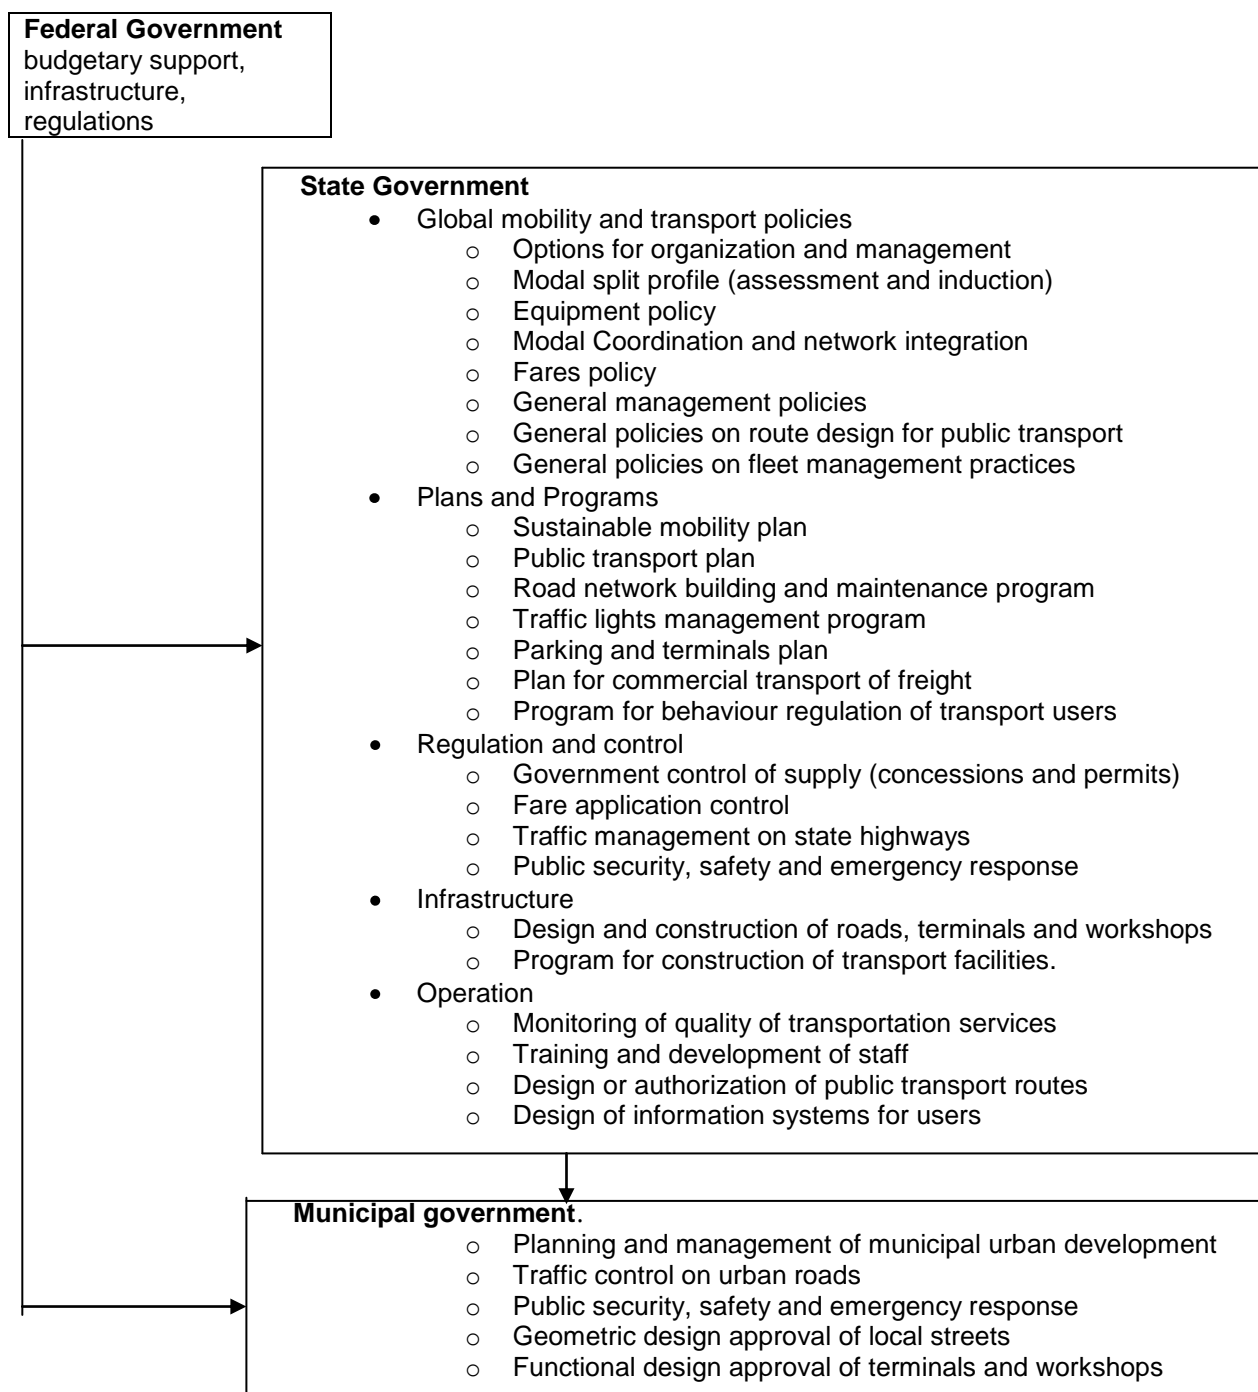 Federal Government
budgetary support,
infrastructure,
regulations
State Government
• Global mobility and transport policies
o Options for organization and management
o Modal split profile (assessment and induction)
o Equipment policy
o Modal Coordination and network integration
o Fares policy
o General management policies
o General policies on route design for public transport
o General policies on fleet management practices
• Plans and Programs
o Sustainable mobility plan
o Public transport plan
o Road network building and maintenance program
o Traffic lights management program
o Parking and terminals plan
o Plan for commercial transport of freight
o Program for behaviour regulation of transport users
• Regulation and control
o Government control of supply (concessions and permits)
o Fare application control
o Traffic management on state highways
o Public security, safety and emergency response
• Infrastructure
o Design and construction of roads, terminals and workshops
o Program for construction of transport facilities.
• Operation
o Monitoring of quality of transportation services
o Training and development of staff
o Design or authorization of public transport routes
o Design of information systems for users
Municipal government.
o Planning and management of municipal urban development
o Traffic control on urban roads
o Public security, safety and emergency response
o Geometric design approval of local streets
o Functional design approval of terminals and workshops